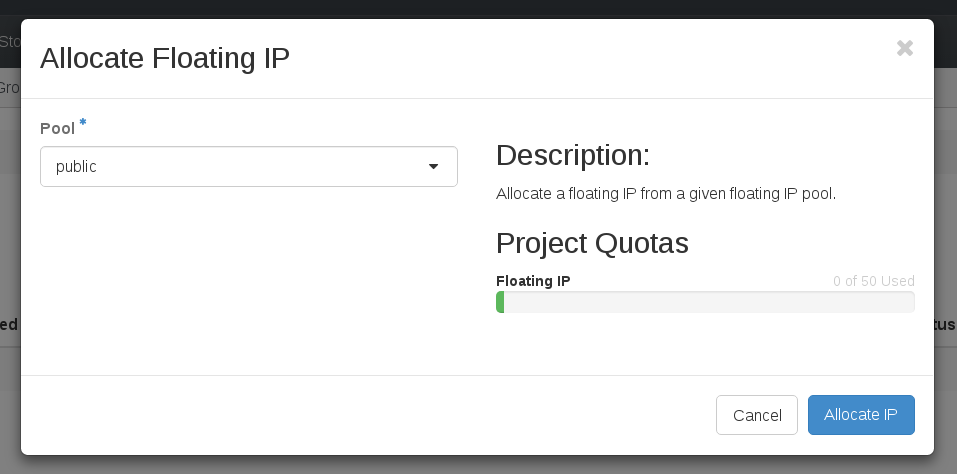 Allocate Floating IP
Pool *
public
Description:
Allocate a floating IP from a given floating IP pool.
Project Quotas
Floating IP 0 of 50 Used
Cancel Allocate IP